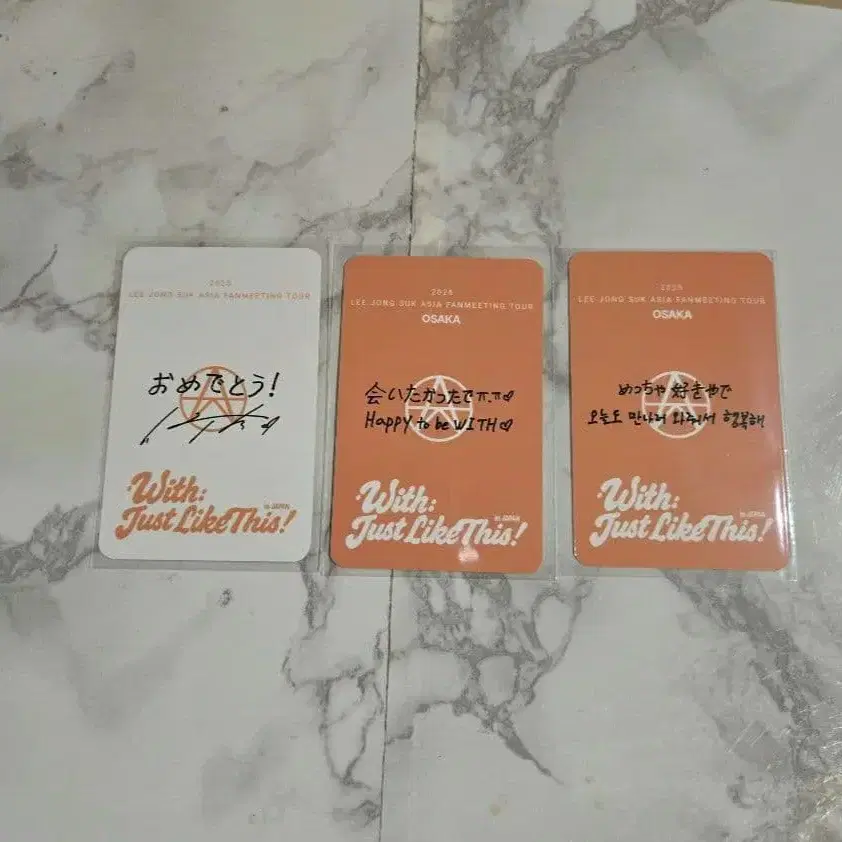 2025
LEE JONG SUK ASIA FANMEETING TOUR
おめでとう!
With:
Just Like This!
in JAPAN
2025
LEE JONG SUK ASIA FANMEETING TOUR
OSAKA
会いたかったでㅠ.ㅠ♡
Happy to be WITH♡
With:
Just Like This!
in JAPAN
2025
LEE JONG SUK ASIA FANMEETING TOUR
OSAKA
めっちゃ好きやで
오늘도 만나러 와줘서 행복해
With:
Just Like This!
in JAPAN